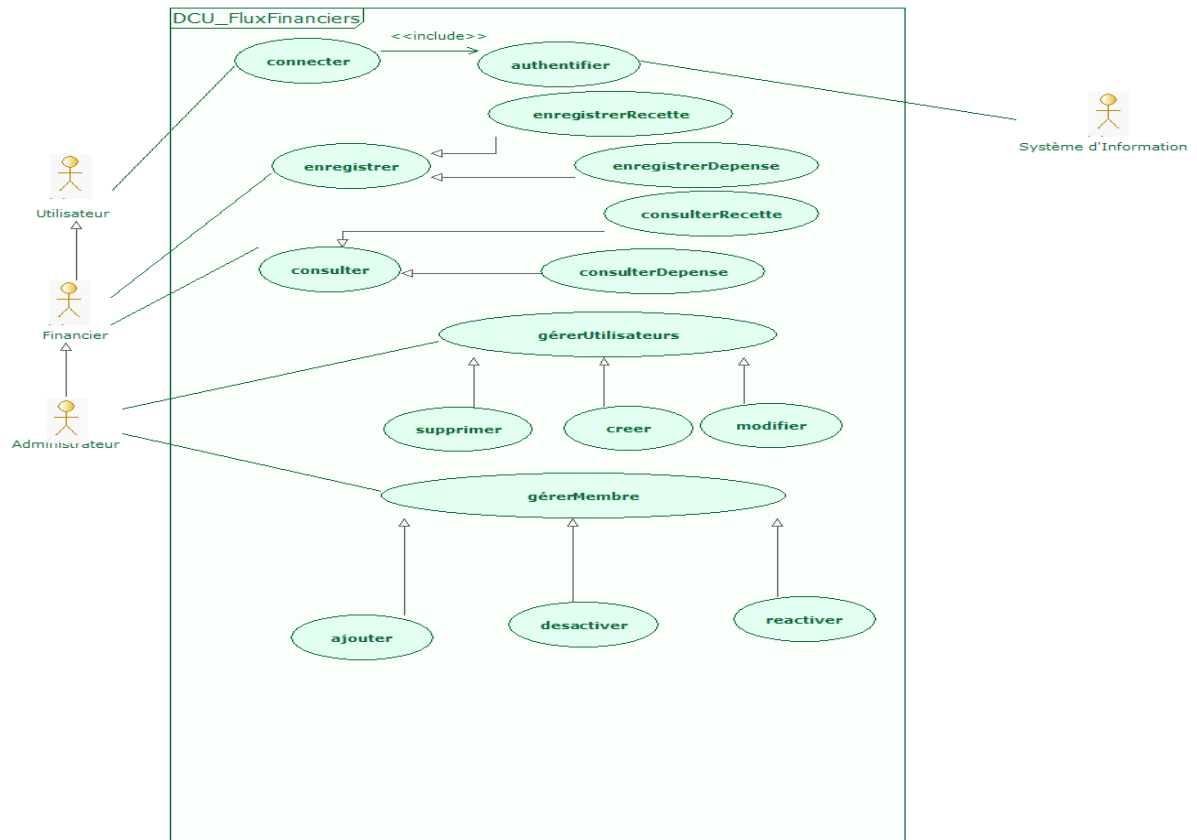 DCU_FluxFinanciers
<<include>>
connecter
authentifier
enregistrerRecette
Système d'Information
enregistrer
enregistrerDepense
Utilisateur
consulterRecette
consulter
consulterDepense
Financier
gérerUtilisateurs
supprimer
creer
modifier
Administrateur
gérerMembre
ajouter
desactiver
reactiver